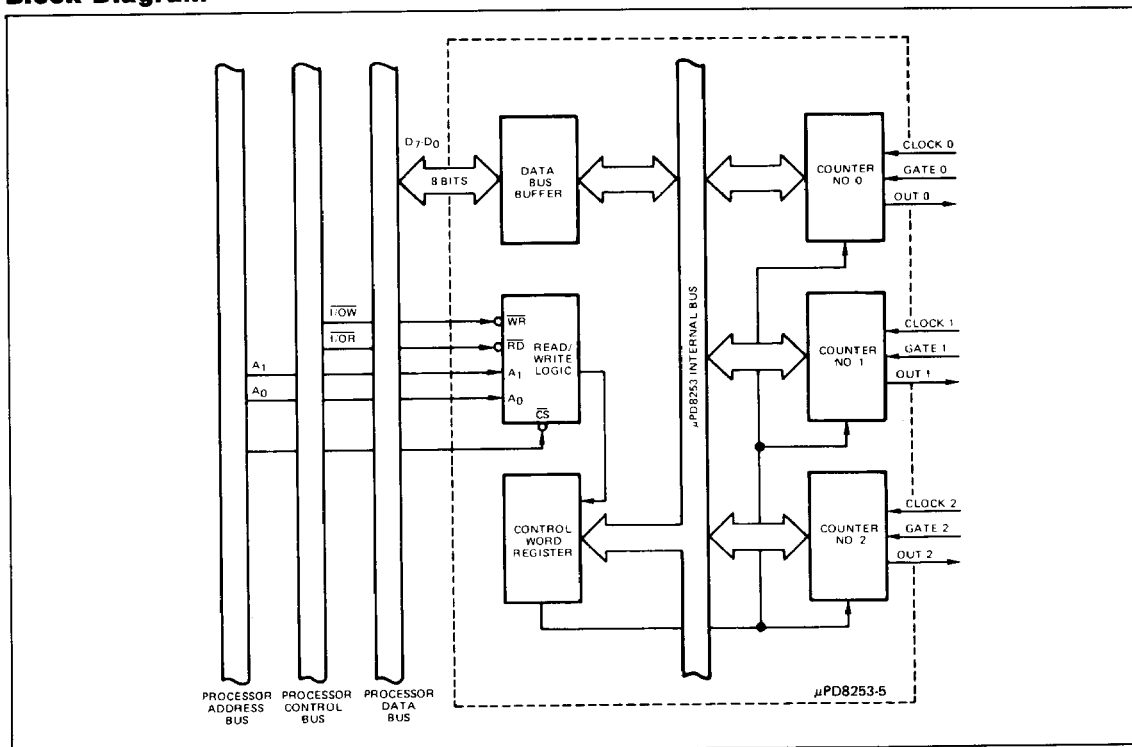 Block Diagram
D7-D0
8 BITS
DATA
BUS
BUFFER
I/OW
I/OR
A1
A0
WR
RD
A1
A0
CS
READ/
WRITE
LOGIC
CONTROL
WORD
REGISTER
µPD8253 INTERNAL BUS
COUNTER
NO 0
CLOCK 0
GATE 0
OUT 0
COUNTER
NO 1
CLOCK 1
GATE 1
OUT 1
COUNTER
NO 2
CLOCK 2
GATE 2
OUT 2
PROCESSOR
ADDRESS
BUS
PROCESSOR
CONTROL
BUS
PROCESSOR
DATA
BUS
µPD8253-5